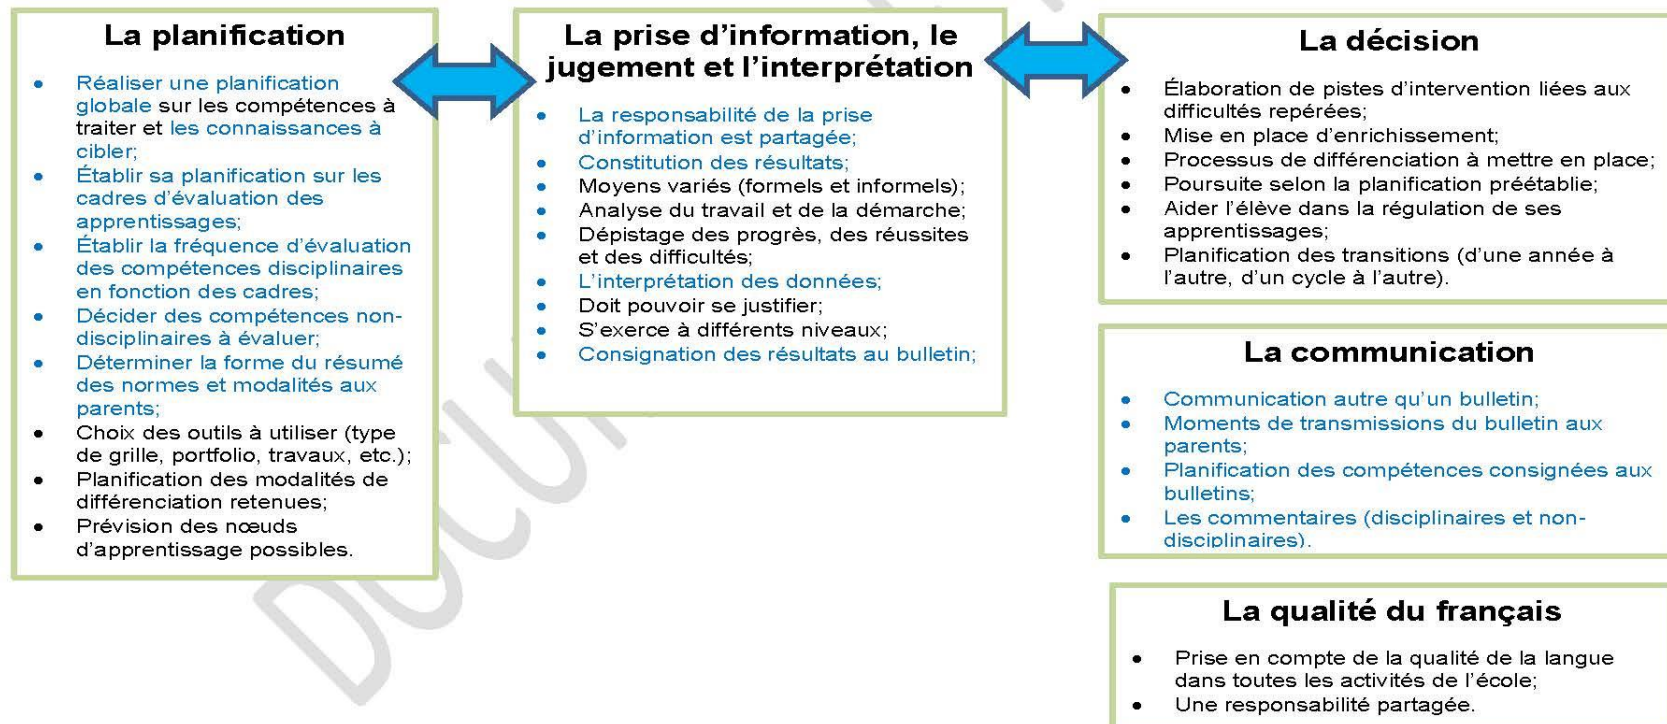 La planification
• Réaliser une planification
globale sur les compétences à
traiter et les connaissances à
cibler;
• Établir sa planification sur les
cadres d’évaluation des
apprentissages;
• Établir la fréquence d’évaluation
des compétences disciplinaires
en fonction des cadres;
• Décider des compétences non-
disciplinaires à évaluer;
• Déterminer la forme du résumé
des normes et modalités aux
parents;
• Choix des outils à utiliser (type
de grille, portfolio, travaux, etc.);
• Planification des modalités de
différenciation retenues;
• Prévision des nœuds
d’apprentissage possibles.
La prise d’information, le
jugement et l’interprétation
• La responsabilité de la prise
d’information est partagée;
• Constitution des résultats;
• Moyens variés (formels et informels);
• Analyse du travail et de la démarche;
• Dépistage des progrès, des réussites
et des difficultés;
• L’interprétation des données;
• Doit pouvoir se justifier;
• S’exerce à différents niveaux;
• Consignation des résultats au bulletin;
La décision
• Élaboration de pistes d’intervention liées aux
difficultés repérées;
• Mise en place d’enrichissement;
• Processus de différenciation à mettre en place;
• Poursuite selon la planification préétablie;
• Aider l’élève dans la régulation de ses
apprentissages;
• Planification des transitions (d’une année à
l’autre, d’un cycle à l’autre).
La communication
• Communication autre qu’un bulletin;
• Moments de transmissions du bulletin aux
parents;
• Planification des compétences consignées aux
bulletins;
• Les commentaires (disciplinaires et non-
disciplinaires).
La qualité du français
• Prise en compte de la qualité de la langue
dans toutes les activités de l’école;
• Une responsabilité partagée.